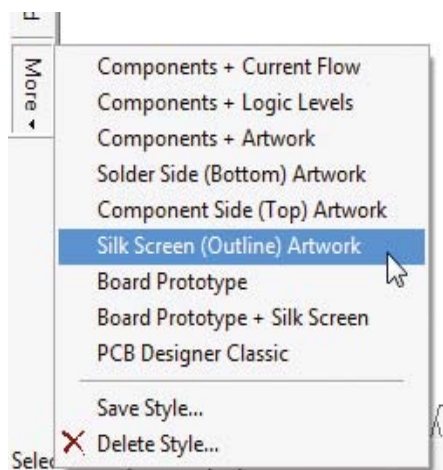 More
Components + Current Flow
Components + Logic Levels
Components + Artwork
Solder Side (Bottom) Artwork
Component Side (Top) Artwork
Silk Screen (Outline) Artwork
Board Prototype
Board Prototype + Silk Screen
PCB Designer Classic
Save Style...
Delete Style...
Selec